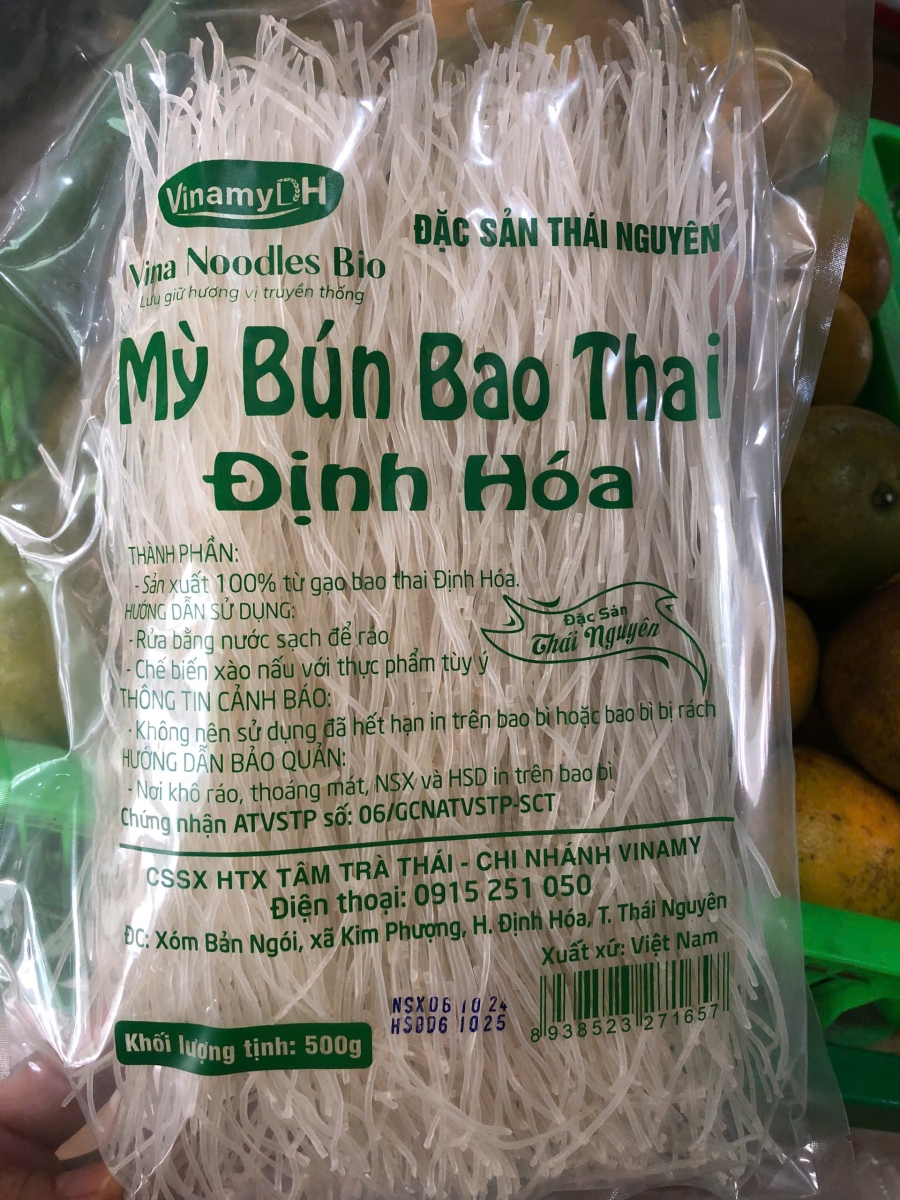 VinamyĐH
Vina Noodles Bio
Lưu giữ hương vị truyền thống
ĐẶC SẢN THÁI NGUYÊN
Mỳ Bún Bao Thai
Định Hóa
THÀNH PHẦN:
- Sản xuất 100% từ gạo bao thai Định Hóa.
HƯỚNG DẪN SỬ DỤNG:
- Rửa bằng nước sạch để ráo
- Chế biến xào nấu với thực phẩm tùy ý
Đặc Sản
Thái Nguyên
THÔNG TIN CẢNH BÁO:
- Không nên sử dụng đã hết hạn in trên bao bì hoặc bao bì bị rách
HƯỚNG DẪN BẢO QUẢN:
- Nơi khô ráo, thoáng mát, NSX và HSD in trên bao bì
Chứng nhận ATVSTP số: 06/GCNATVSTP-SCT
CSSX HTX TÂM TRÀ THÁI - CHI NHÁNH VINAMY
Điện thoại: 0915 251 050
ĐC: Xóm Bản Ngói, xã Kim Phượng, H. Định Hóa, T. Thái Nguyên
Xuất xứ: Việt Nam
NSX 06 10 24
HSD 06 10 25
8 938523 271657
Khối lượng tịnh: 500g